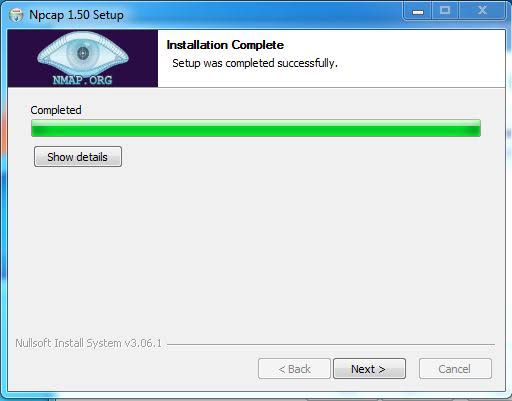 Npcap 1.50 Setup
Installation Complete
Setup was completed successfully.
NMAP.ORG
Completed
Show details
Nullsoft Install System v3.06.1
< Back
Next >
Cancel